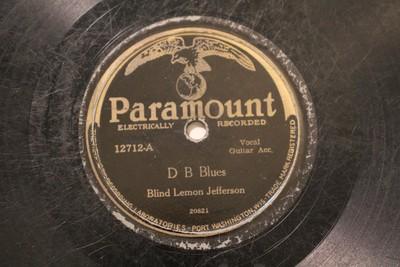 Paramount
ELECTRICALLY RECORDED
12712-A
Vocal
Guitar Acc.
D B Blues
Blind Lemon Jefferson
20821
RECORDING LABORATORIES-PORT WASHINGTON, WIS. TRADE MARK REGISTERED